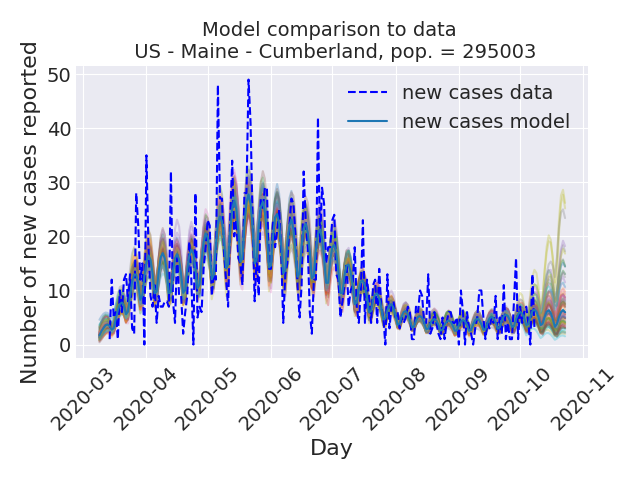 Model comparison to data
US - Maine - Cumberland, pop. = 295003
Number of new cases reported
50
40
30
20
10
0
new cases data
new cases model
2020-03
2020-04
2020-05
2020-06
2020-07
2020-08
2020-09
2020-10
2020-11
Day